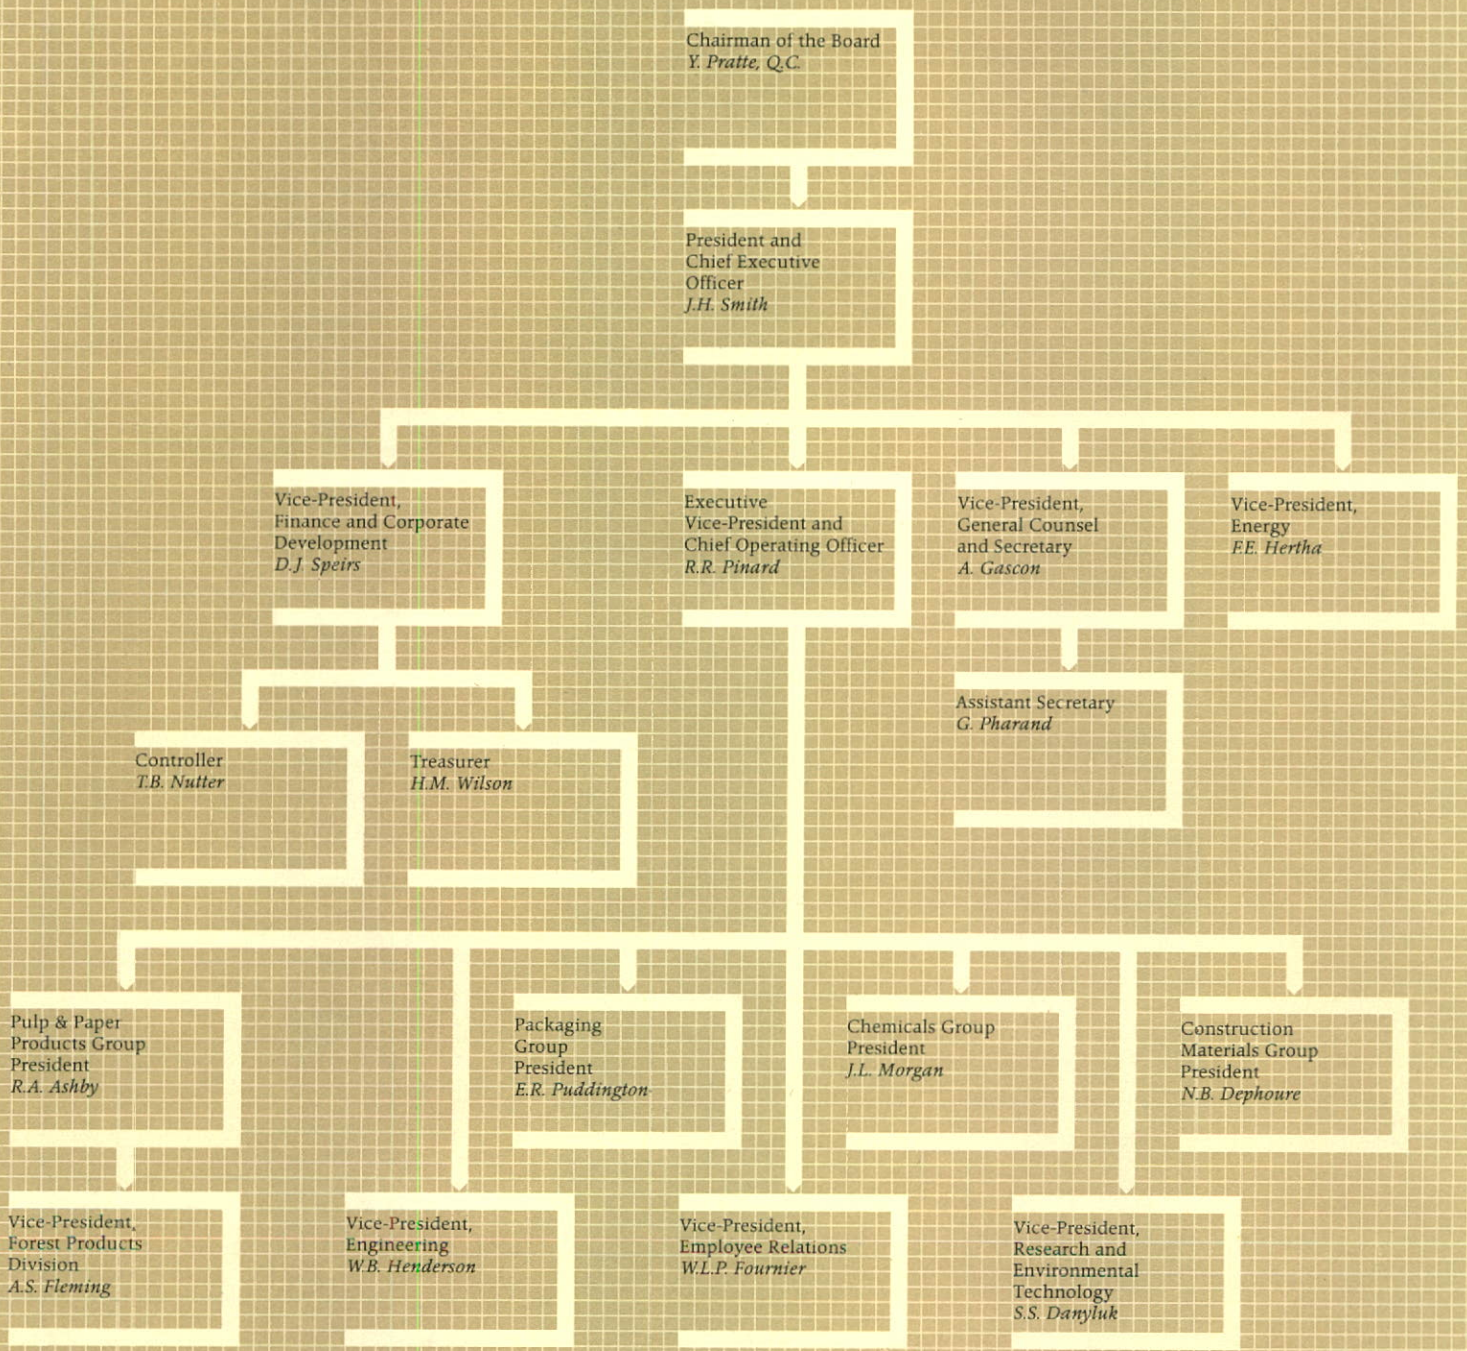 Chairman of the Board
Y. Pratte, Q.C.
President and
Chief Executive
Officer
J.H. Smith
Vice-President,
Finance and Corporate
Development
D.J. Speirs
Executive
Vice-President and
Chief Operating Officer
R.R. Pinard
Vice-President,
General Counsel
and Secretary
A. Gascon
Vice-President,
Energy
F.E. Hertha
Assistant Secretary
G. Pharand
Controller
T.B. Nutter
Treasurer
H.M. Wilson
Pulp & Paper
Products Group
President
R.A. Ashby
Packaging
Group
President
E.R. Puddington
Chemicals Group
President
J.L. Morgan
Construction
Materials Group
President
N.B. Dephoure
Vice-President,
Forest Products
Division
A.S. Fleming
Vice-President,
Engineering
W.B. Henderson
Vice-President,
Employee Relations
W.L.P. Fournier
Vice-President,
Research and
Environmental
Technology
S.S. Danyluk